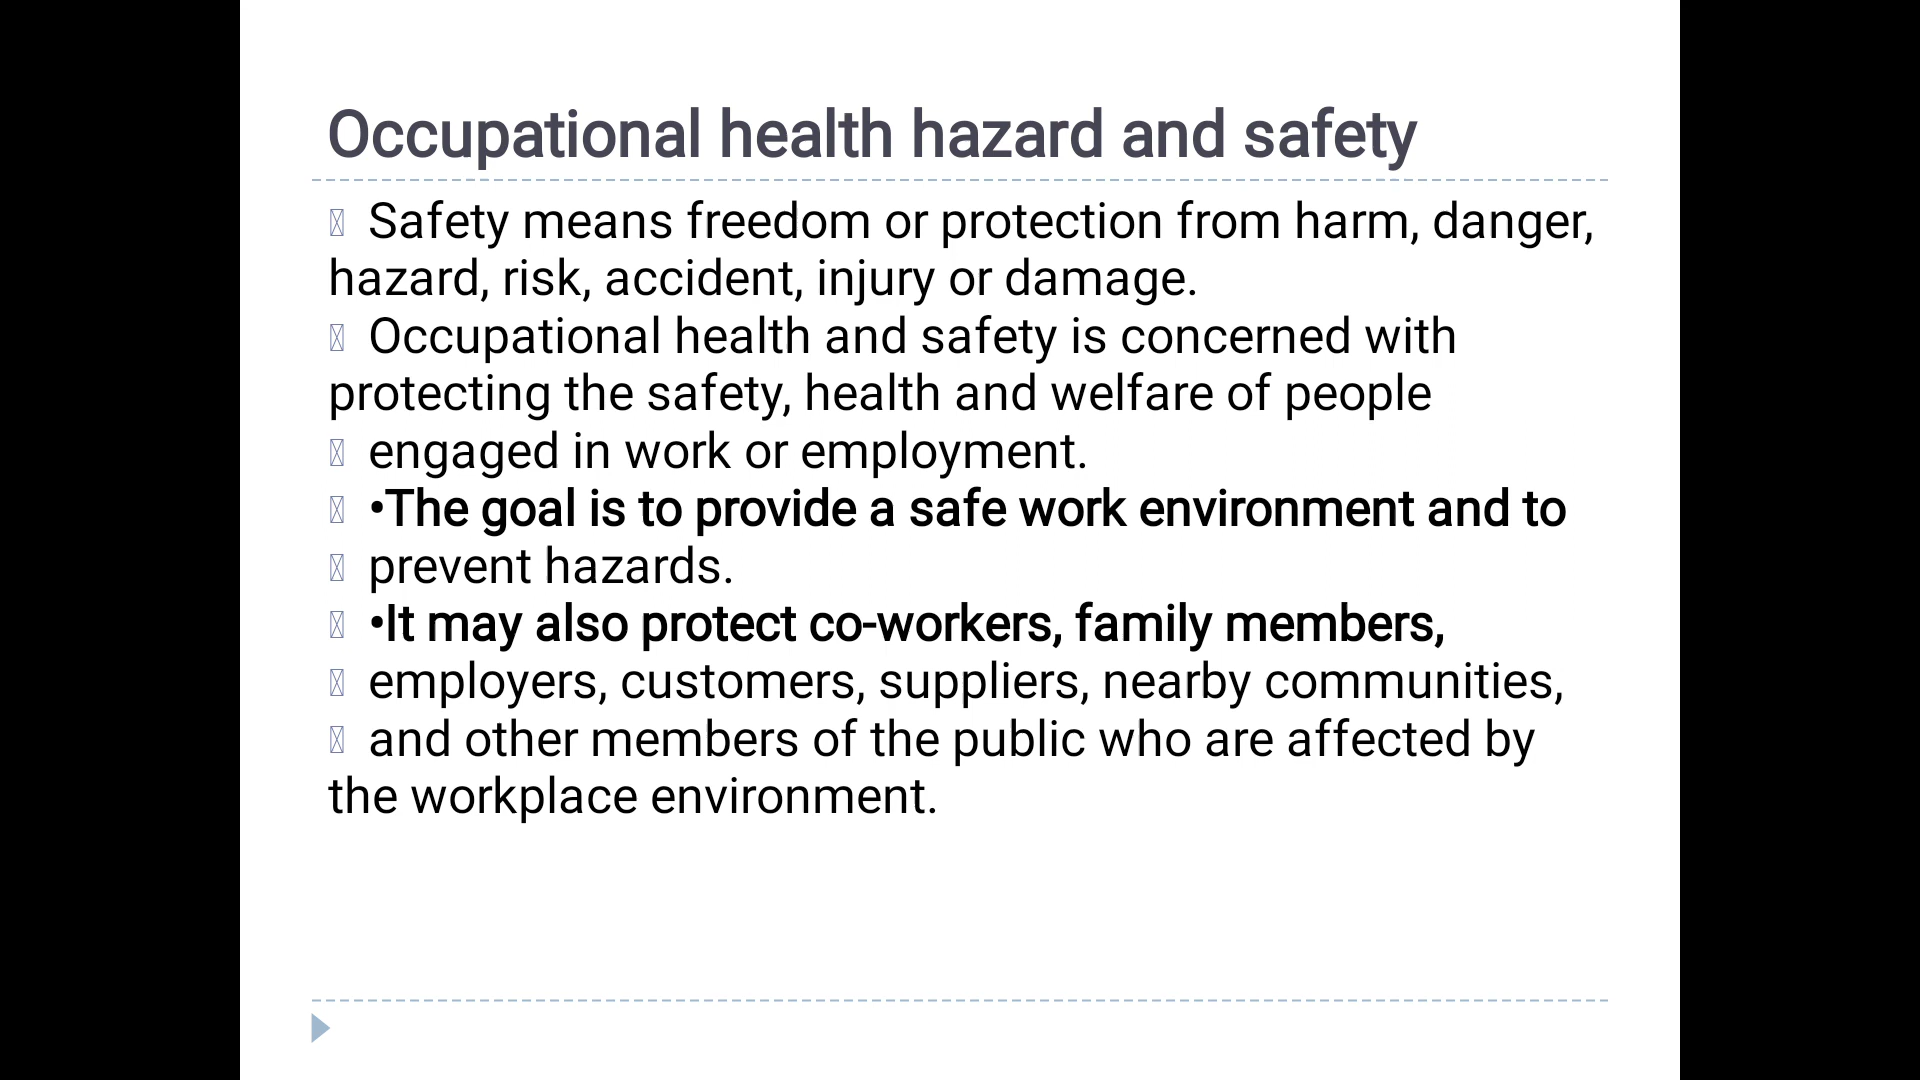 Occupational health hazard and safety
Safety means freedom or protection from harm, danger,
hazard, risk, accident, injury or damage.
Occupational health and safety is concerned with
protecting the safety, health and welfare of people
engaged in work or employment.
•The goal is to provide a safe work environment and to
prevent hazards.
•It may also protect co-workers, family members,
employers, customers, suppliers, nearby communities,
and other members of the public who are affected by
the workplace environment.